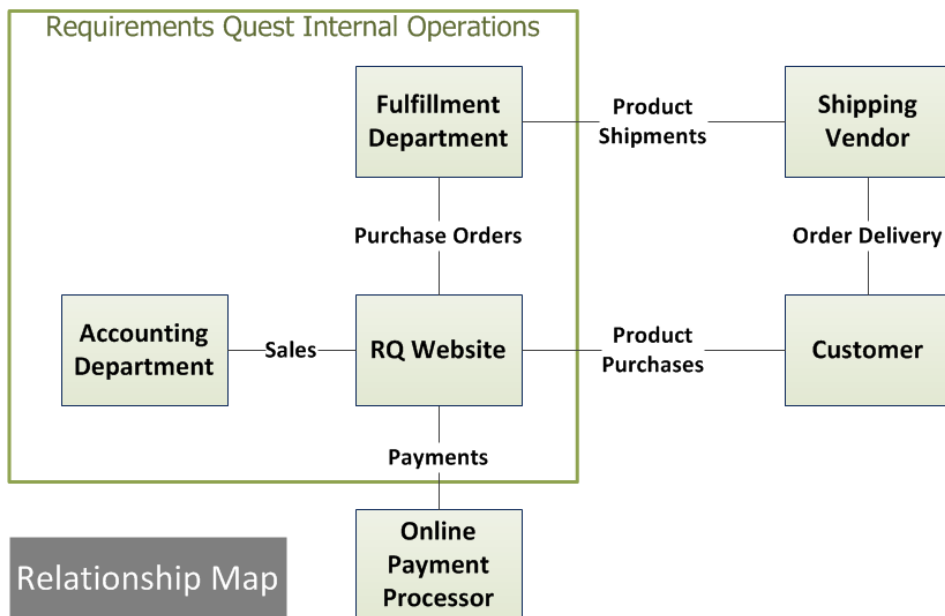 Requirements Quest Internal Operations
Fulfillment
Department
Product
Shipments
Shipping
Vendor
Purchase Orders
Order Delivery
Accounting
Department
Sales
RQ Website
Product
Purchases
Customer
Payments
Online
Payment
Processor
Relationship Map